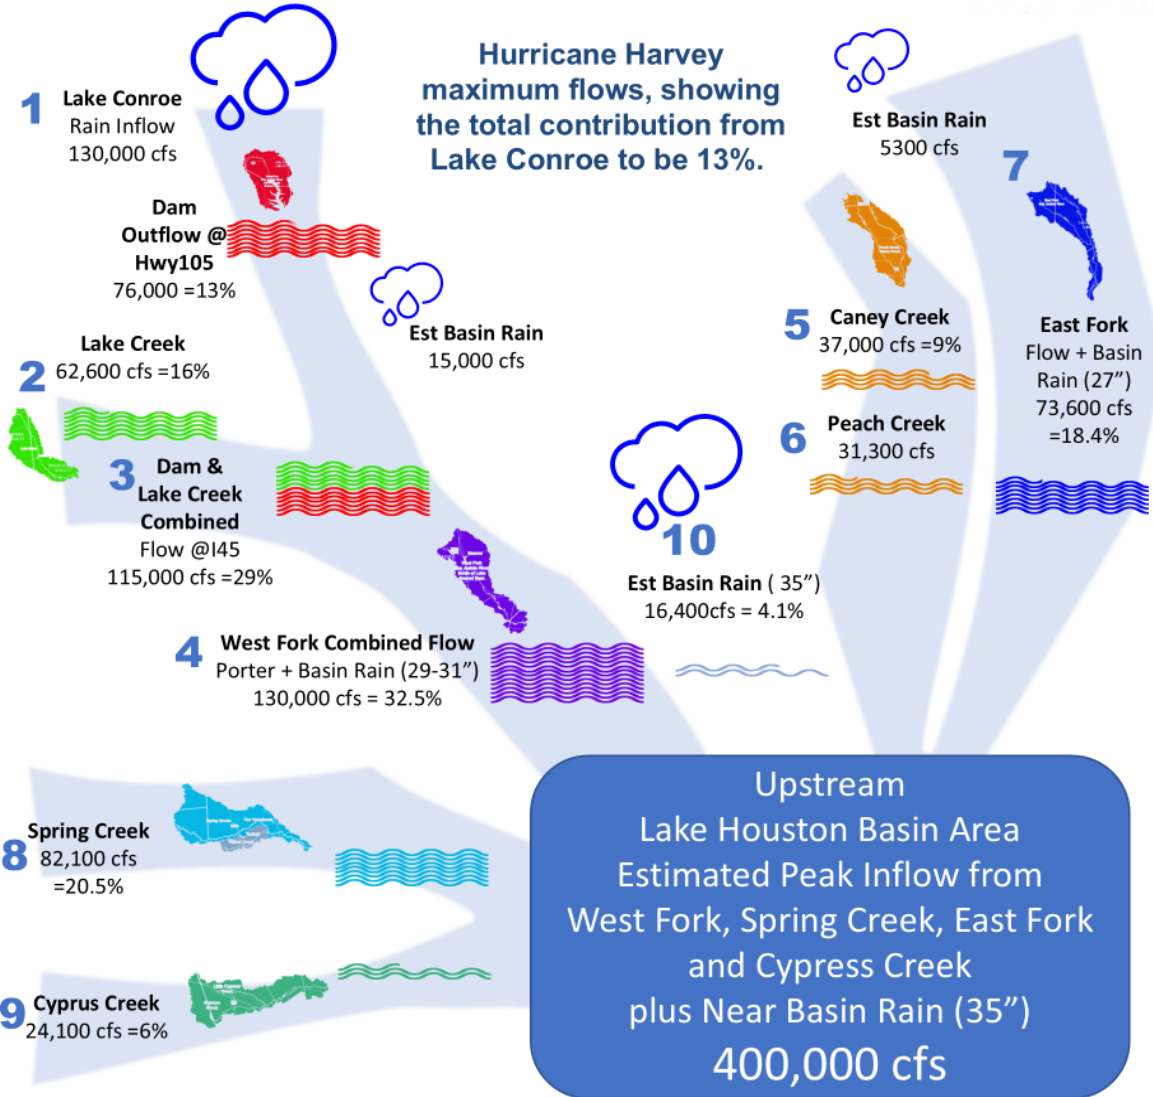 Hurricane Harvey
maximum flows, showing
the total contribution from
Lake Conroe to be 13%.
1
Lake Conroe
Rain Inflow
130,000 cfs
Dam
Outflow @
Hwy105
76,000 =13%
Est Basin Rain
15,000 cfs
2
Lake Creek
62,600 cfs =16%
3
Dam &
Lake Creek
Combined
Flow @I45
115,000 cfs =29%
4
West Fork Combined Flow
Porter + Basin Rain (29-31”)
130,000 cfs = 32.5%
Est Basin Rain
5300 cfs
5
Caney Creek
37,000 cfs =9%
6
Peach Creek
31,300 cfs
7
East Fork
Flow + Basin
Rain (27”)
73,600 cfs
=18.4%
10
Est Basin Rain ( 35”)
16,400cfs = 4.1%
8
Spring Creek
82,100 cfs
=20.5%
9
Cyprus Creek
24,100 cfs =6%
Upstream
Lake Houston Basin Area
Estimated Peak Inflow from
West Fork, Spring Creek, East Fork
and Cypress Creek
plus Near Basin Rain (35”)
400,000 cfs